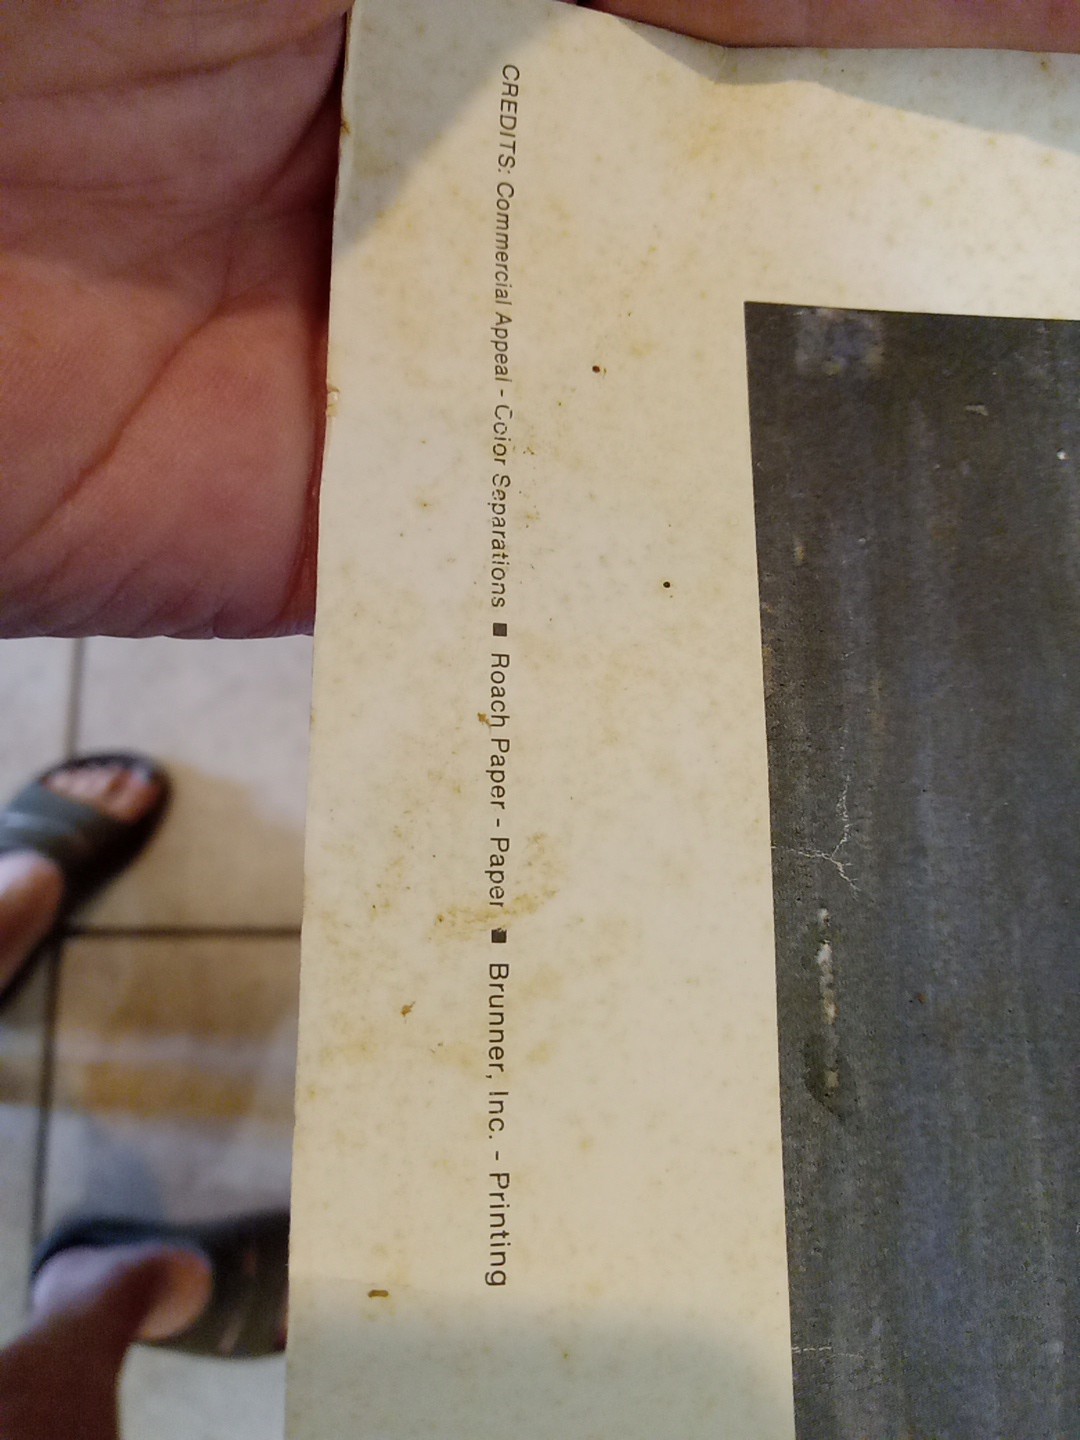 CREDITS: Commercial Appeal - Color Separations ■ Roach Paper - Paper ■ Brunner, Inc. - Printing